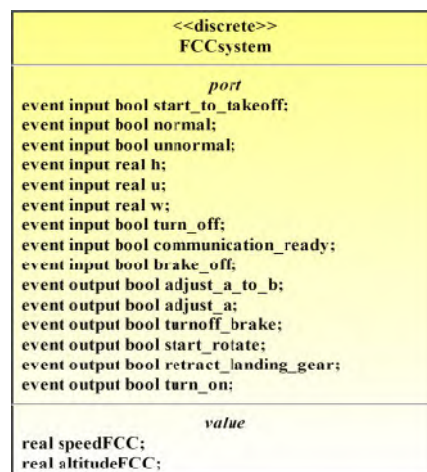 <<discrete>>
FCCsystem
port
event input bool start_to_takeoff;
event input bool normal;
event input bool unnormal;
event input real h;
event input real u;
event input real w;
event input bool turn_off;
event input bool communication_ready;
event input bool brake_off;
event output bool adjust_a_to_b;
event output bool adjust_a;
event output bool turnoff_brake;
event output bool start_rotate;
event output bool retract_landing_gear;
event output bool turn_on;
value
real speedFCC;
real altitudeFCC;